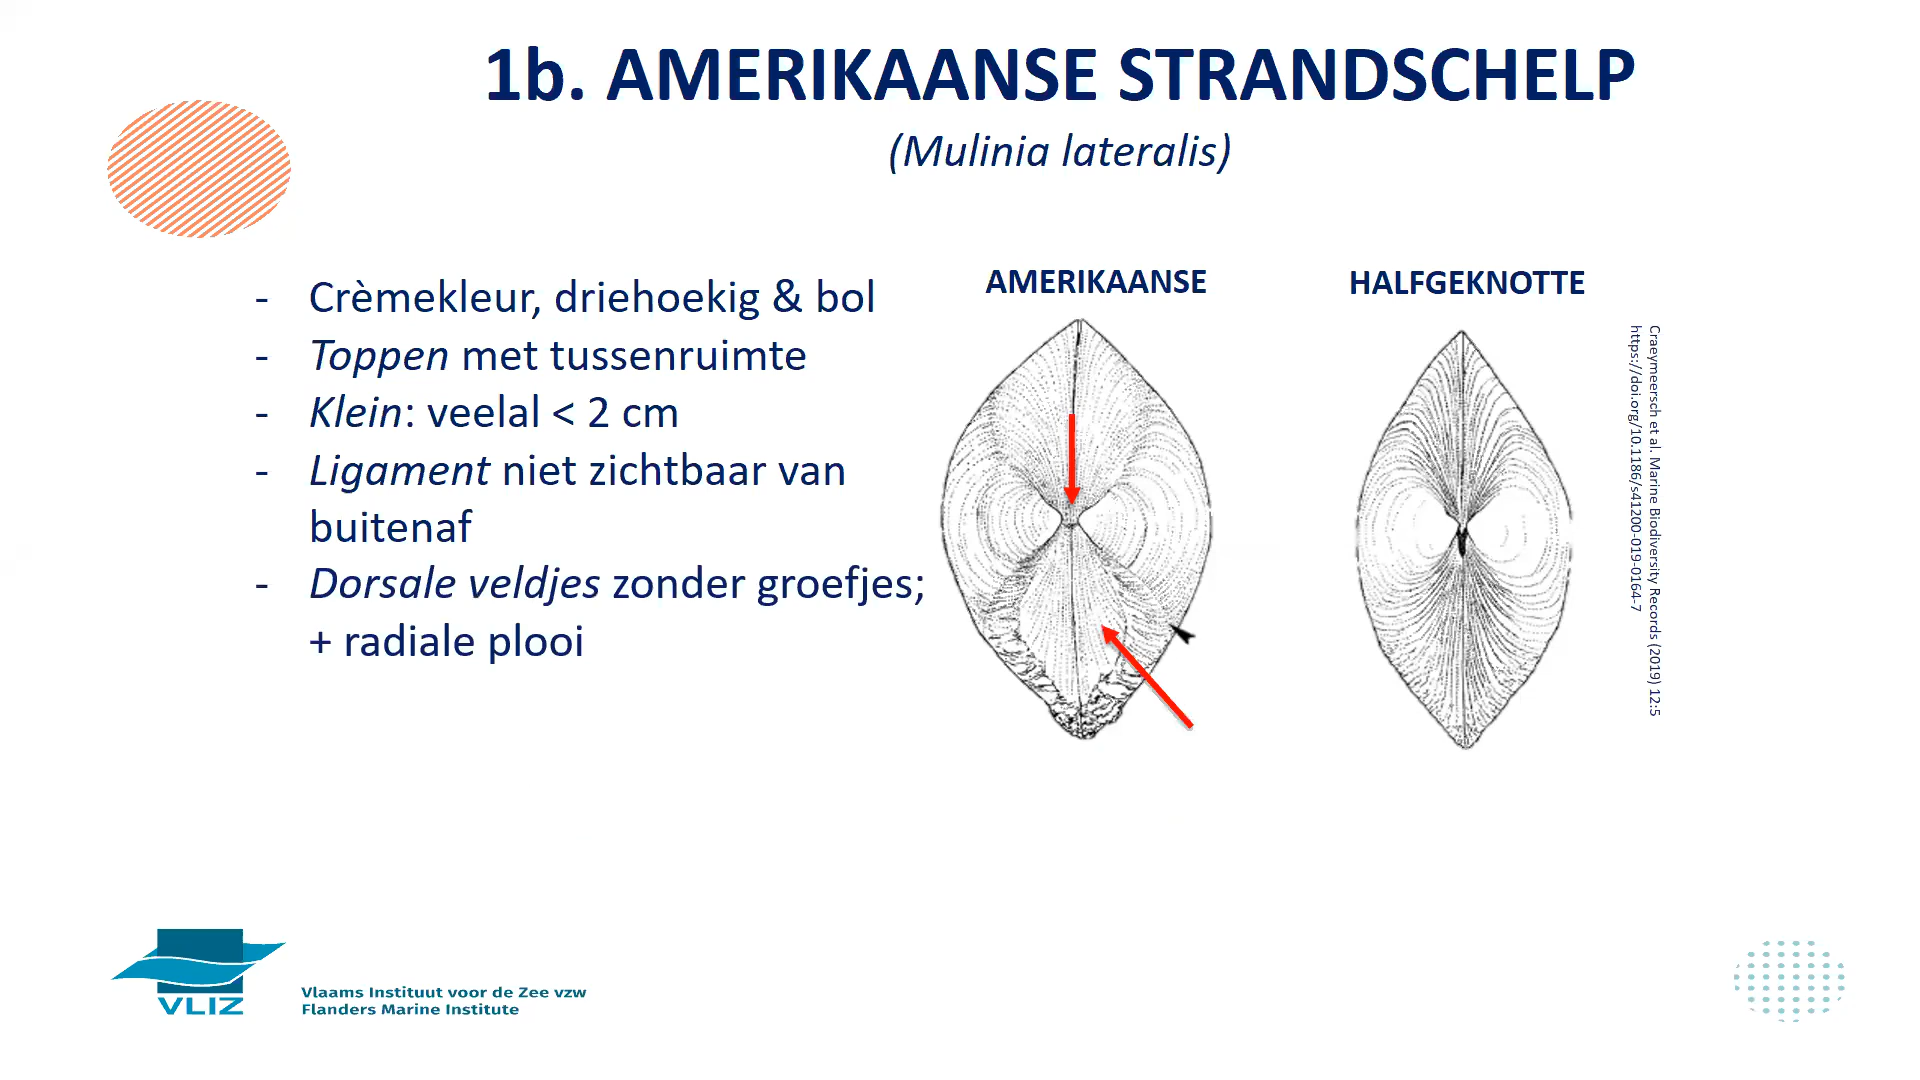 1b. AMERIKAANSE STRANDSCHELP
(Mulinia lateralis)
- Crèmekleur, driehoekig & bol
- Toppen met tussenruimte
- Klein: veelal < 2 cm
- Ligament niet zichtbaar van
buitenaf
- Dorsale veldjes zonder groefjes;
+ radiale plooi
AMERIKAANSE
HALFGEKNOTTE
Craeymeersch et al. Marine Biodiversity Records (2019) 12:5
https://doi.org/10.1186/s41200-019-0164-7
VLIZ
Vlaams Instituut voor de Zee vzw
Flanders Marine Institute